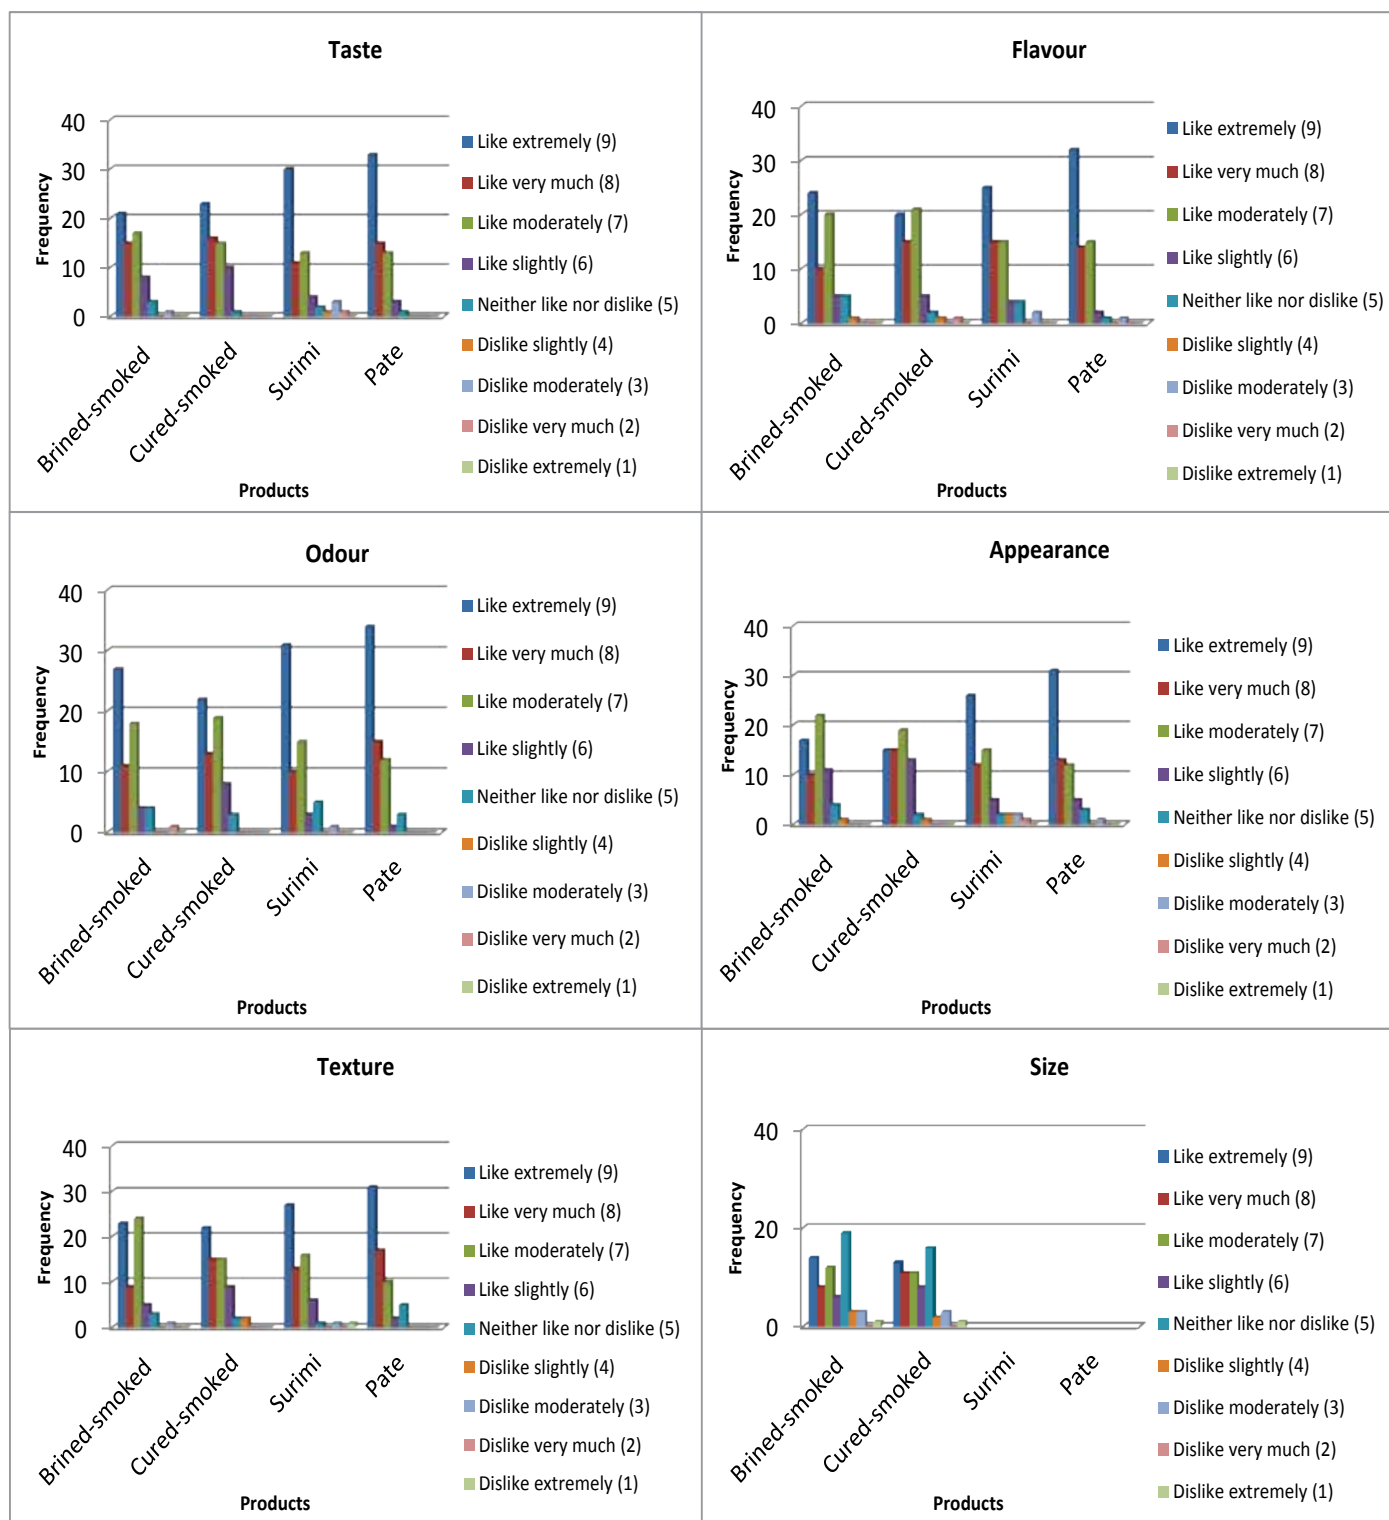 Taste
Frequency
40
30
20
10
0
Brined-smoked
Cured-smoked
Surimi
Pate
Products
Like extremely (9)
Like very much (8)
Like moderately (7)
Like slightly (6)
Neither like nor dislike (5)
Dislike slightly (4)
Dislike moderately (3)
Dislike very much (2)
Dislike extremely (1)
Flavour
Frequency
40
30
20
10
0
Brined-smoked
Cured-smoked
Surimi
Pate
Products
Like extremely (9)
Like very much (8)
Like moderately (7)
Like slightly (6)
Neither like nor dislike (5)
Dislike slightly (4)
Dislike moderately (3)
Dislike very much (2)
Dislike extremely (1)
Odour
Frequency
40
30
20
10
0
Brined-smoked
Cured-smoked
Surimi
Pate
Products
Like extremely (9)
Like very much (8)
Like moderately (7)
Like slightly (6)
Neither like nor dislike (5)
Dislike slightly (4)
Dislike moderately (3)
Dislike very much (2)
Dislike extremely (1)
Appearance
Frequency
40
30
20
10
0
Brined-smoked
Cured-smoked
Surimi
Pate
Products
Like extremely (9)
Like very much (8)
Like moderately (7)
Like slightly (6)
Neither like nor dislike (5)
Dislike slightly (4)
Dislike moderately (3)
Dislike very much (2)
Dislike extremely (1)
Texture
Frequency
40
30
20
10
0
Brined-smoked
Cured-smoked
Surimi
Pate
Products
Like extremely (9)
Like very much (8)
Like moderately (7)
Like slightly (6)
Neither like nor dislike (5)
Dislike slightly (4)
Dislike moderately (3)
Dislike very much (2)
Dislike extremely (1)
Size
Frequency
40
20
0
Brined-smoked
Cured-smoked
Surimi
Pate
Products
Like extremely (9)
Like very much (8)
Like moderately (7)
Like slightly (6)
Neither like nor dislike (5)
Dislike slightly (4)
Dislike moderately (3)
Dislike very much (2)
Dislike extremely (1)